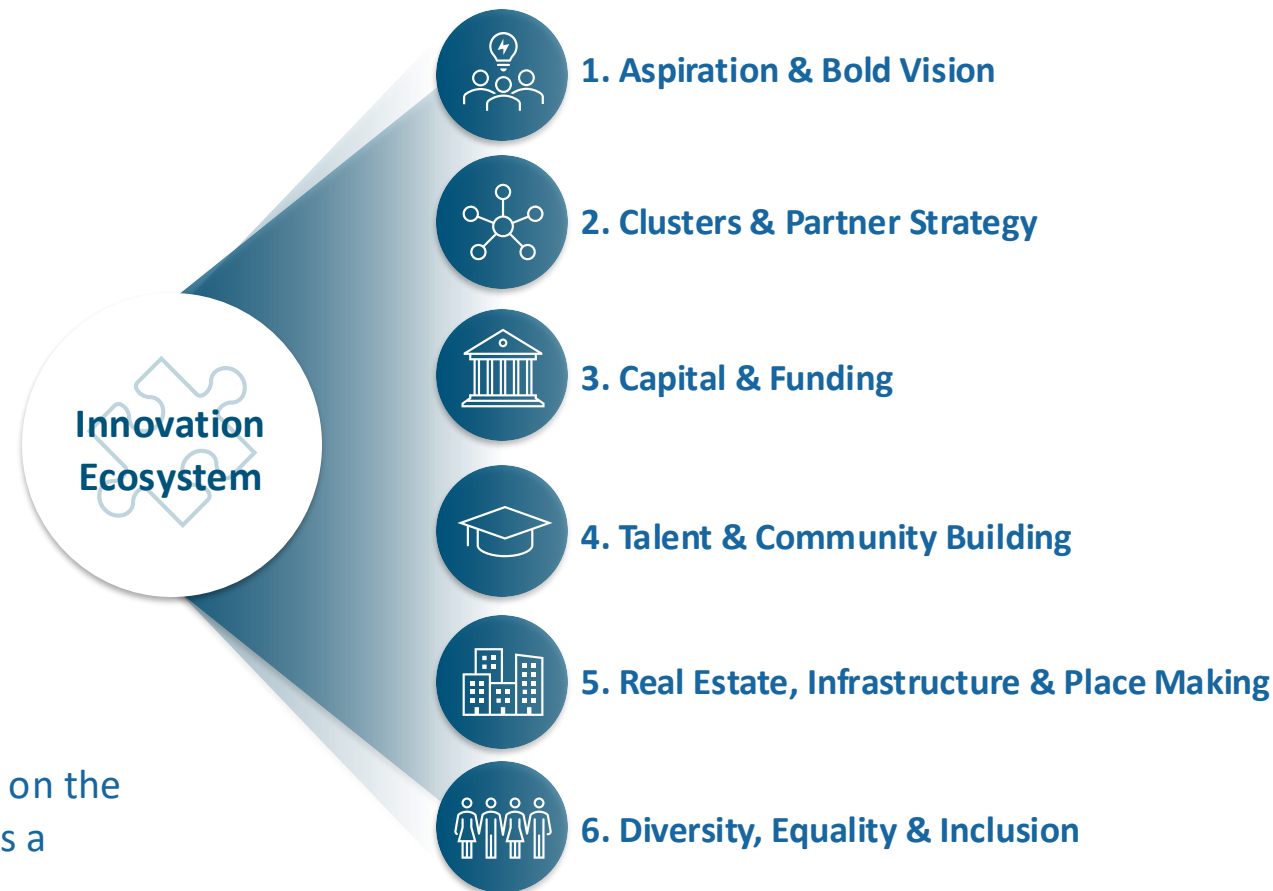 1. Aspiration & Bold Vision
2. Clusters & Partner Strategy
3. Capital & Funding
Innovation
Ecosystem
4. Talent & Community Building
5. Real Estate, Infrastructure & Place Making
6. Diversity, Equality & Inclusion
on the
s a